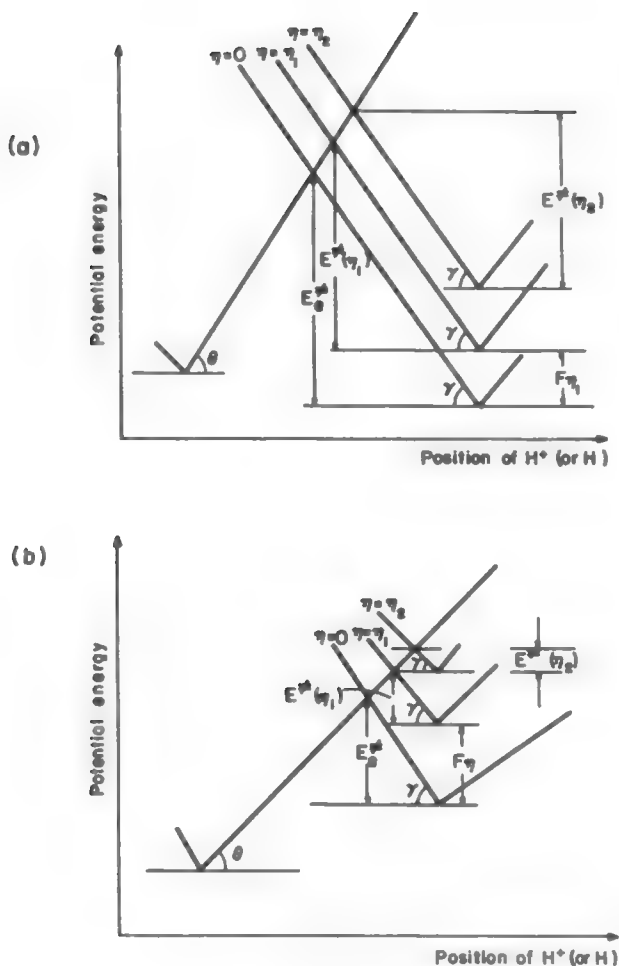 (a)
Potential energy
η=0
η=η₁
η=η₂
E₀≠
E≠(η₁)
E≠(η₂)
Fη₁
θ
γ
γ
γ
Position of H⁺ (or H)
(b)
Potential energy
η=0
η=η₁
η=η₂
E≠(η₁)
E≠(η₂)
Fη
θ
γ
γ
γ
Position of H⁺ (or H)